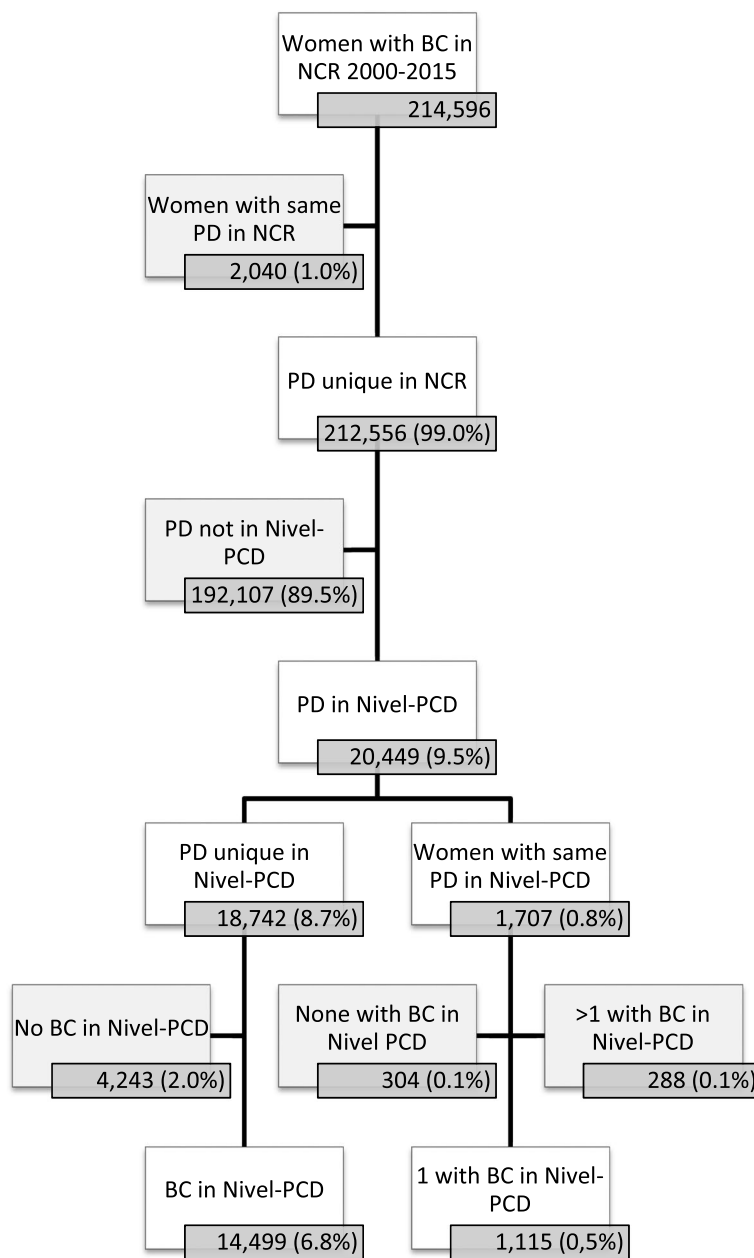 Women with BC in
NCR 2000-2015
214,596
Women with same
PD in NCR
2,040 (1.0%)
PD unique in NCR
212,556 (99.0%)
PD not in Nivel-
PCD
192,107 (89.5%)
PD in Nivel-PCD
20,449 (9.5%)
PD unique in
Nivel-PCD
18,742 (8.7%)
Women with same
PD in Nivel-PCD
1,707 (0.8%)
No BC in Nivel-PCD
4,243 (2.0%)
None with BC in
Nivel PCD
304 (0.1%)
>1 with BC in
Nivel-PCD
288 (0.1%)
BC in Nivel-PCD
14,499 (6.8%)
1 with BC in Nivel-
PCD
1,115 (0,5%)